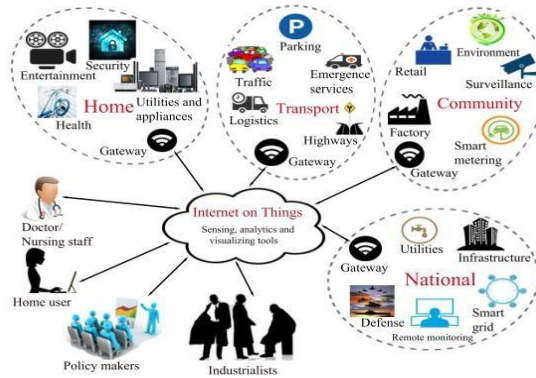 Entertainment
Security
Home
Utilities and
appliances
Health
Gateway
P
Parking
Traffic
Emergence
services
Transport
Logistics
Highways
Gateway
Environment
Retail
Surveillance
Community
Factory
Smart
metering
Gateway
Internet on Things
Sensing, analytics and
visualizing tools
Doctor/
Nursing staff
Home user
Policy makers
Industrialists
Utilities
Gateway
Infrastructure
National
Defense
Smart
grid
Remote monitoring